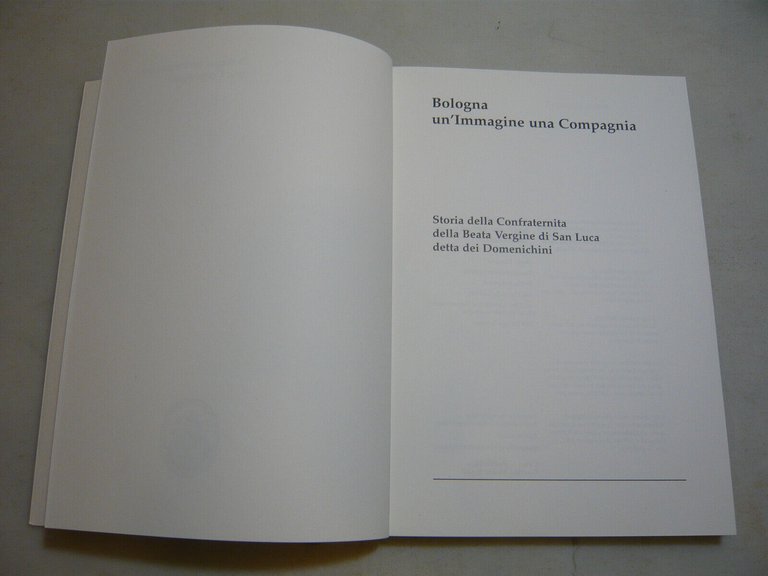 Bologna
un'Immagine una Compagnia
Storia della Confraternita
della Beata Vergine di San Luca
detta dei Domenichini